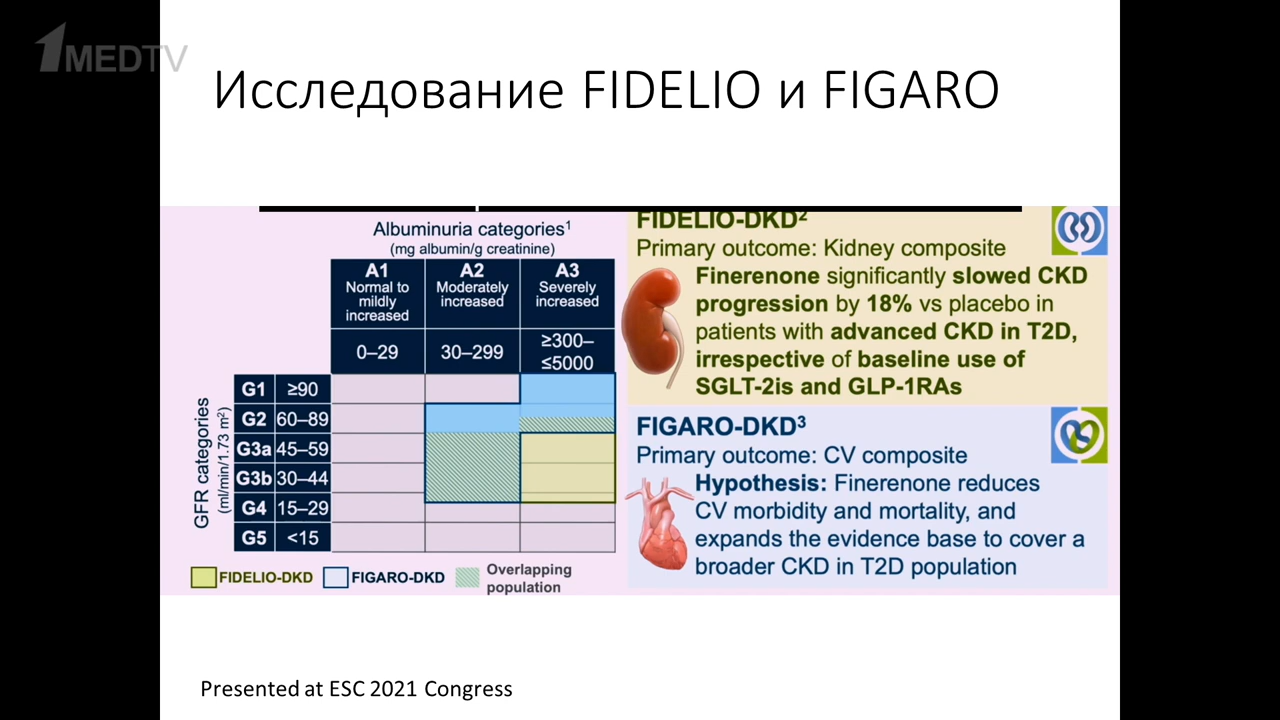 1MEDTV
Исследование FIDELIO и FIGARO
Albuminuria categories¹
(mg albumin/g creatinine)
A1
Normal to
mildly
increased
A2
Moderately
increased
A3
Severely
increased
0–29
30–299
≥300–
≤5000
GFR categories
(ml/min/1.73 m²)
G1 ≥90
G2 60–89
G3a 45–59
G3b 30–44
G4 15–29
G5 <15
FIDELIO-DKD
FIGARO-DKD
Overlapping
population
FIDELIO-DKD²
Primary outcome: Kidney composite
Finerenone significantly slowed CKD
progression by 18% vs placebo in
patients with advanced CKD in T2D,
irrespective of baseline use of
SGLT-2is and GLP-1RAs
FIGARO-DKD³
Primary outcome: CV composite
Hypothesis: Finerenone reduces
CV morbidity and mortality, and
expands the evidence base to cover a
broader CKD in T2D population
Presented at ESC 2021 Congress